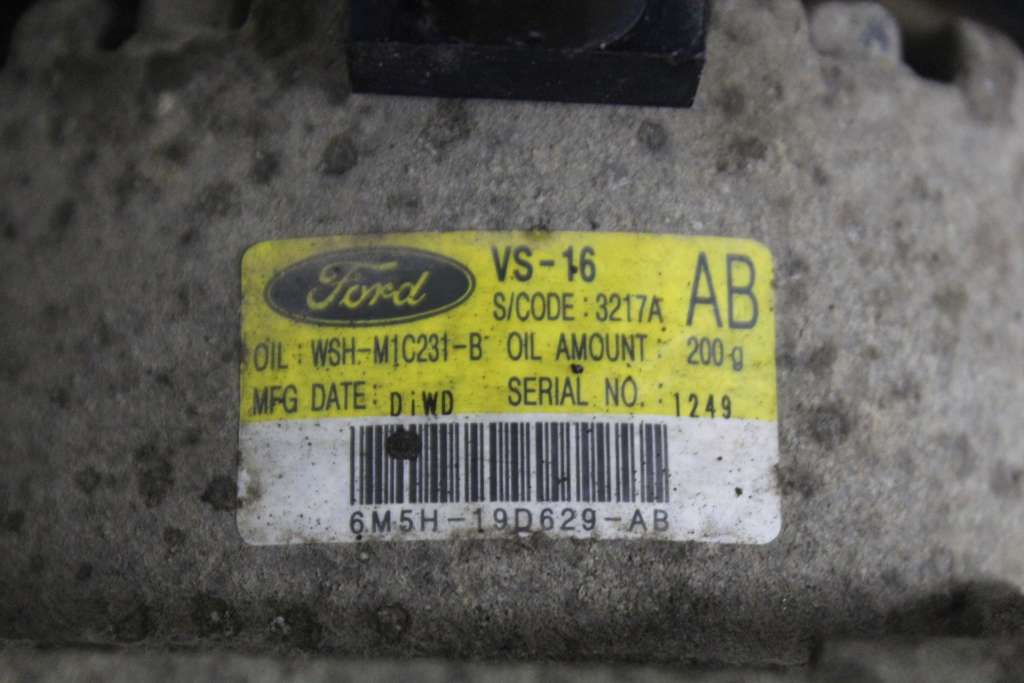 Ford VS-16 AB
S/CODE : 3217A
OIL : WSH-M1C231-B OIL AMOUNT : 200 g
MFG DATE : DiWD SERIAL NO. : 1249
6M5H-19D629-AB